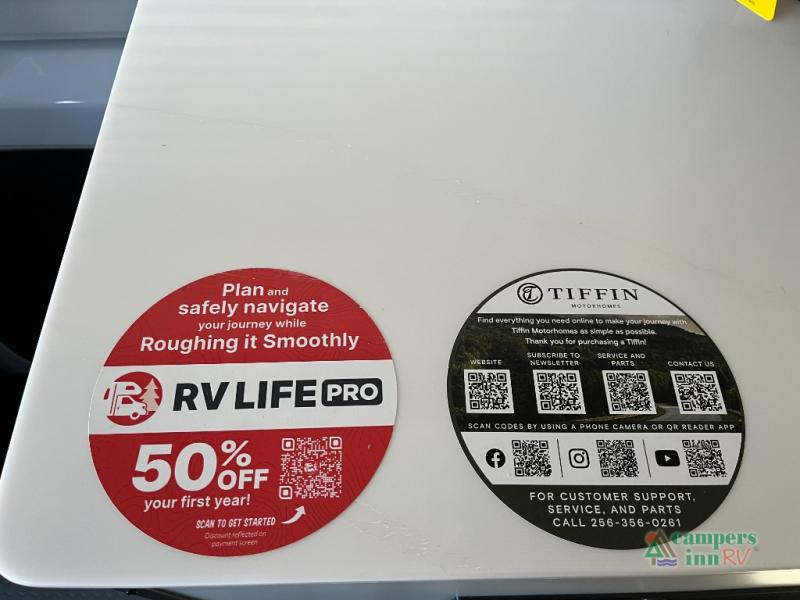 Plan and
safely navigate
your journey while
Roughing it Smoothly
RV LIFE PRO
50% OFF
your first year!
SCAN TO GET STARTED
Discount reflected on
payment screen
TIFFIN
MOTORHOMES
Find everything you need online to make your journey with
Tiffin Motorhomes as simple as possible.
Thank you for purchasing a Tiffin!
WEBSITE
SUBSCRIBE TO
NEWSLETTER
SERVICE AND
PARTS
CONTACT US
SCAN CODES BY USING A PHONE CAMERA OR QR READER APP
FOR CUSTOMER SUPPORT,
SERVICE, AND PARTS
CALL 256-356-0261
campers
inn RV